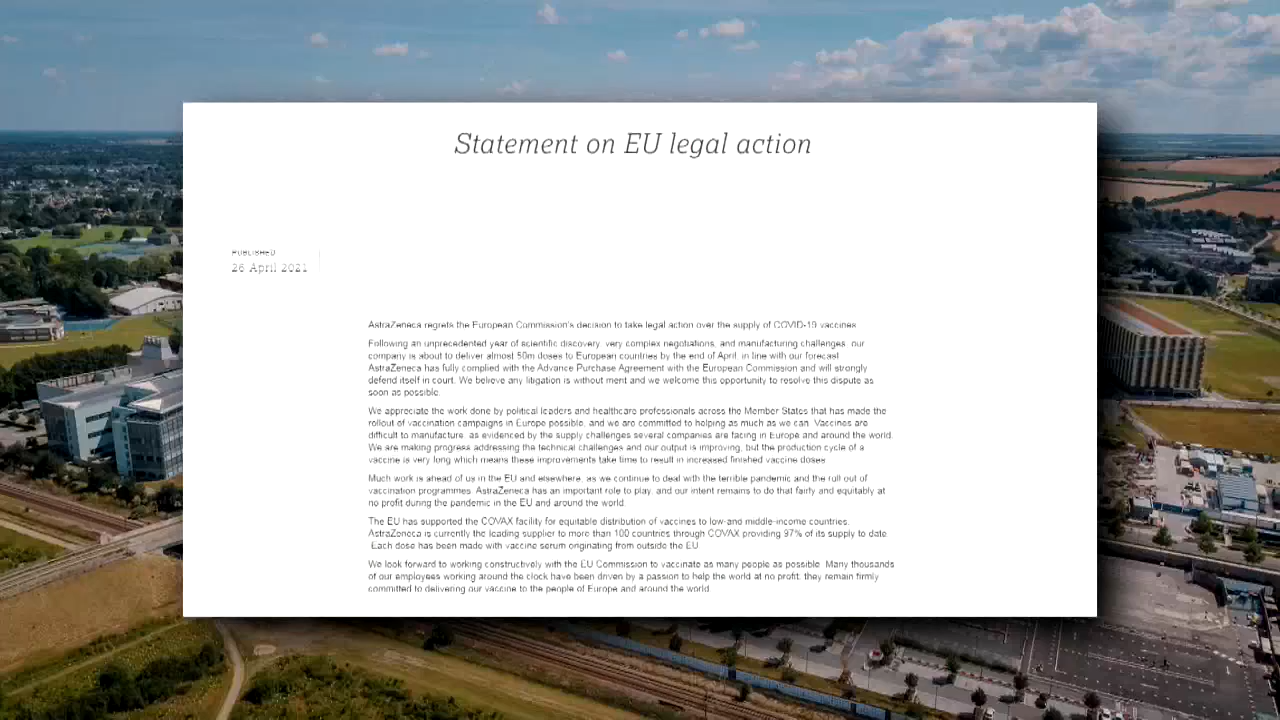 Statement on EU legal action
PUBLISHED
26 April 2021
AstraZeneca regrets the European Commission's decision to take legal action over the supply of COVID-19 vaccines.
Following an unprecedented year of scientific discovery, very complex negotiations, and manufacturing challenges, our
company is about to deliver almost 50m doses to European countries by the end of April, in line with our forecast.
AstraZeneca has fully complied with the Advance Purchase Agreement with the European Commission and will strongly
defend itself in court. We believe any litigation is without merit and we welcome this opportunity to resolve this dispute as
soon as possible.
We appreciate the work done by political leaders and healthcare professionals across the Member States that has made the
rollout of vaccination campaigns in Europe possible, and we are committed to helping as much as we can. Vaccines are
difficult to manufacture, as evidenced by the supply challenges several companies are facing in Europe and around the world.
We are making progress addressing the technical challenges and our output is improving, but the production cycle of a
vaccine is very long which means these improvements take time to result in increased finished vaccine doses.
Much work is ahead of us in the EU and elsewhere, as we continue to deal with the terrible pandemic and the roll out of
vaccination programmes. AstraZeneca has an important role to play, and our intent remains to do that fairly and equitably at
no profit during the pandemic in the EU and around the world.
The EU has supported the COVAX facility for equitable distribution of vaccines to low-and middle-income countries.
AstraZeneca is currently the leading supplier to more than 100 countries through COVAX providing 97% of its supply to date.
Each dose has been made with vaccine serum originating from outside the EU.
We look forward to working constructively with the EU Commission to vaccinate as many people as possible. Many thousands
of our employees working around the clock have been driven by a passion to help the world at no profit; they remain firmly
committed to delivering our vaccine to the people of Europe and around the world.